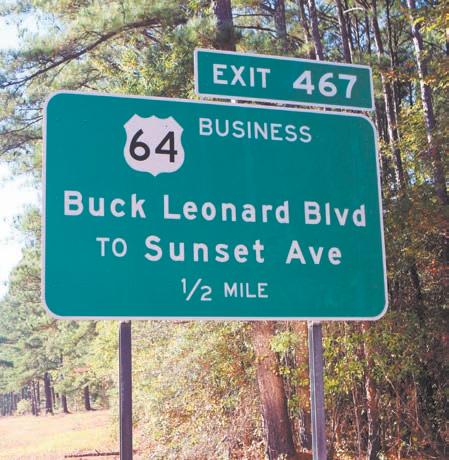 EXIT 467
64 BUSINESS
Buck Leonard Blvd
TO Sunset Ave
1/2 MILE